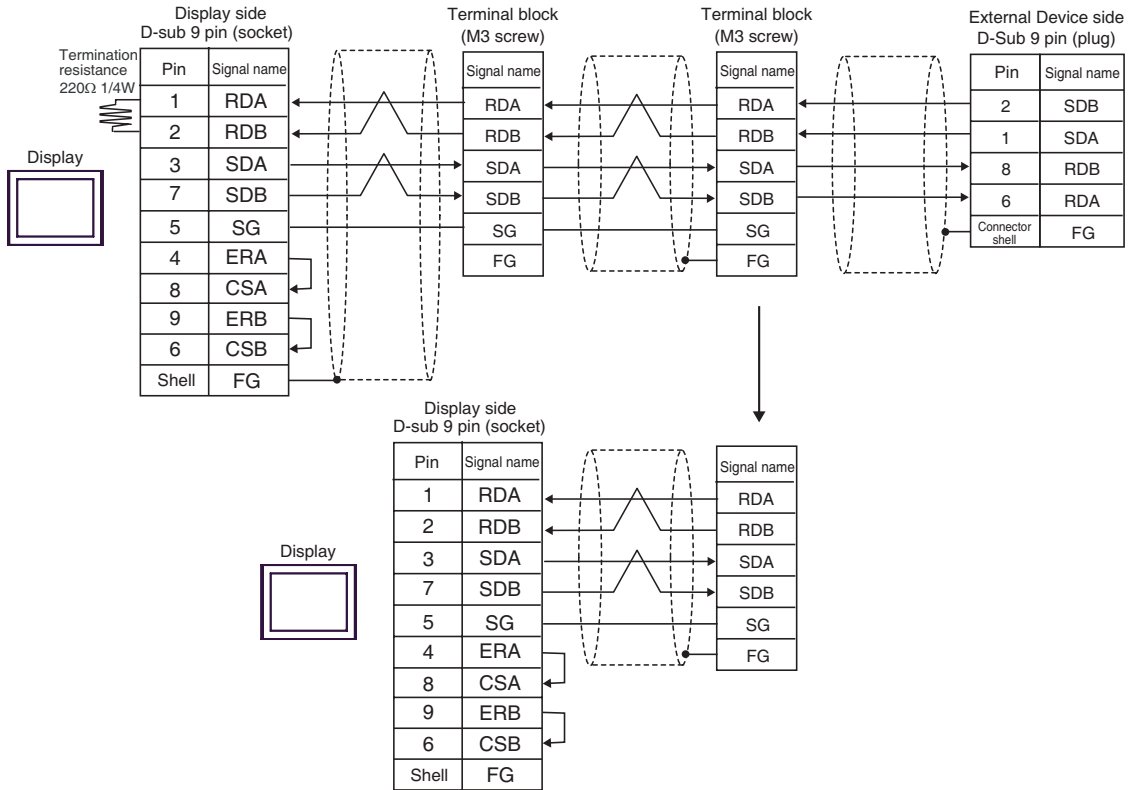 Display side
D-sub 9 pin (socket)
Terminal block
(M3 screw)
Terminal block
(M3 screw)
External Device side
D-Sub 9 pin (plug)
Termination
resistance
220Ω 1/4W
Display
Pin Signal name
1 RDA
2 RDB
3 SDA
7 SDB
5 SG
4 ERA
8 CSA
9 ERB
6 CSB
Shell FG
Signal name
RDA
RDB
SDA
SDB
SG
FG
Signal name
RDA
RDB
SDA
SDB
SG
FG
Pin Signal name
2 SDB
1 SDA
8 RDB
6 RDA
Connector
shell
FG
Display side
D-sub 9 pin (socket)
Display
Pin Signal name
1 RDA
2 RDB
3 SDA
7 SDB
5 SG
4 ERA
8 CSA
9 ERB
6 CSB
Shell FG
Signal name
RDA
RDB
SDA
SDB
SG
FG